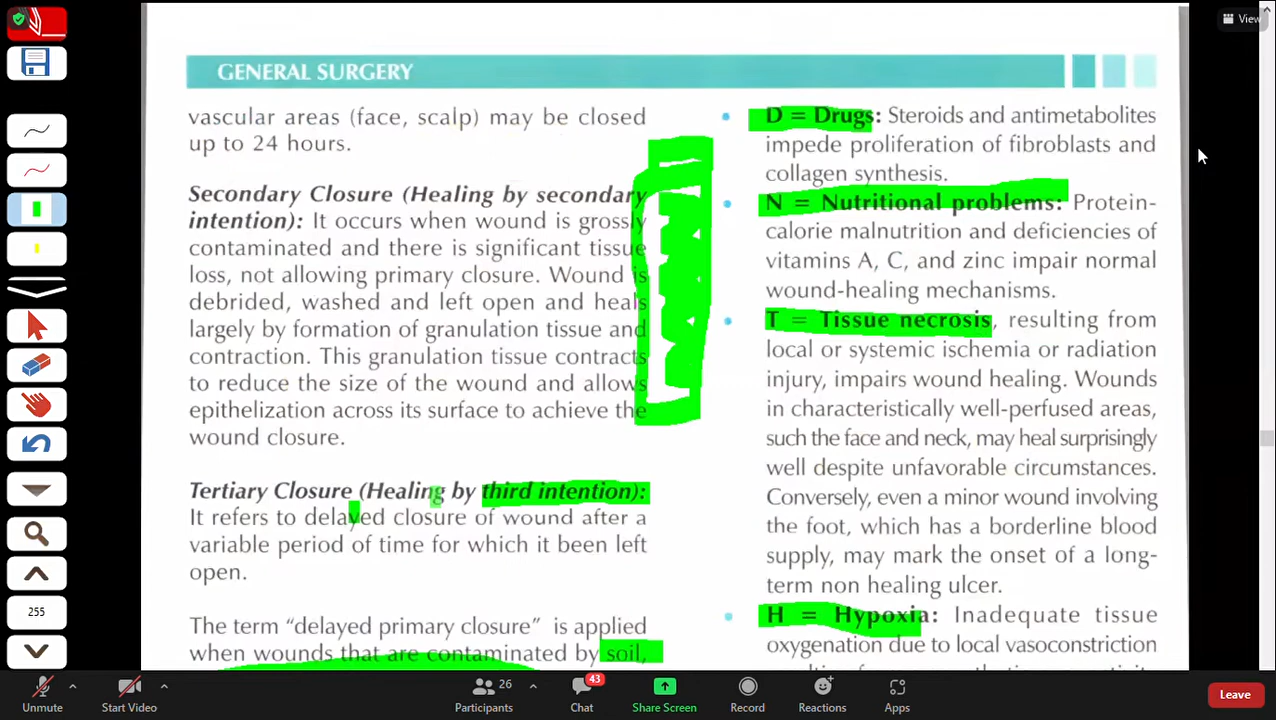 View
GENERAL SURGERY
vascular areas (face, scalp) may be closed
up to 24 hours.
Secondary Closure (Healing by secondary
intention): It occurs when wound is grossly
contaminated and there is significant tissue
loss, not allowing primary closure. Wound is
debrided, washed and left open and heals
largely by formation of granulation tissue and
contraction. This granulation tissue contracts
to reduce the size of the wound and allows
epithelization across its surface to achieve the
wound closure.
Tertiary Closure (Healing by third intention):
It refers to delayed closure of wound after a
variable period of time for which it been left
open.
The term “delayed primary closure” is applied
when wounds that are contaminated by soil,
D = Drugs: Steroids and antimetabolites
impede proliferation of fibroblasts and
collagen synthesis.
N = Nutritional problems: Protein-
calorie malnutrition and deficiencies of
vitamins A, C, and zinc impair normal
wound-healing mechanisms.
T = Tissue necrosis, resulting from
local or systemic ischemia or radiation
injury, impairs wound healing. Wounds
in characteristically well-perfused areas,
such the face and neck, may heal surprisingly
well despite unfavorable circumstances.
Conversely, even a minor wound involving
the foot, which has a borderline blood
supply, may mark the onset of a long-
term non healing ulcer.
H = Hypoxia: Inadequate tissue
oxygenation due to local vasoconstriction
255
Unmute
Start Video
26
Participants
43
Chat
Share Screen
Record
Reactions
Apps
Leave